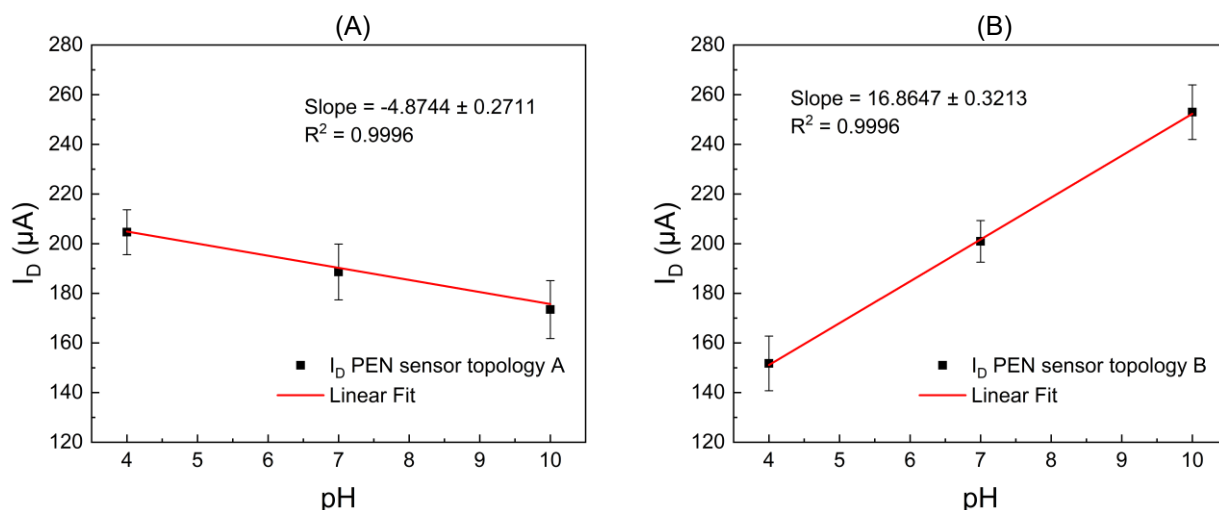 (A)
280
260
240
220
200
180
160
140
120
I_D (μA)
Slope = -4.8744 ± 0.2711
R² = 0.9996
I_D PEN sensor topology A
Linear Fit
4 5 6 7 8 9 10
pH
(B)
280
260
240
220
200
180
160
140
120
I_D (μA)
Slope = 16.8647 ± 0.3213
R² = 0.9996
I_D PEN sensor topology B
Linear Fit
4 5 6 7 8 9 10
pH